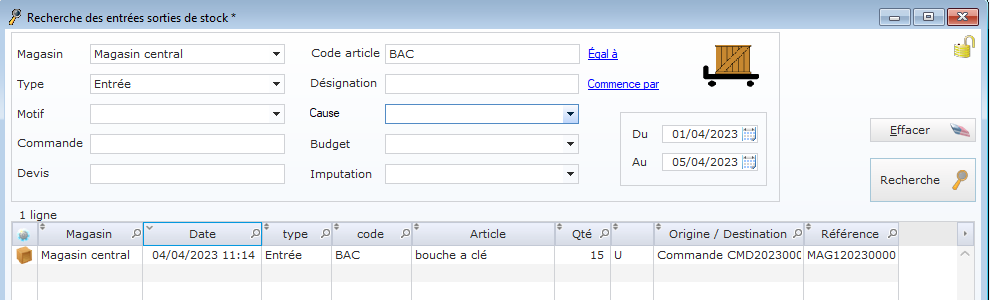 Recherche des entrées sorties de stock *
Magasin Magasin central Code article BAC Égal à
Type Entrée Désignation Commence par
Motif Cause
Commande Budget Du 01/04/2023 Effacer
Devis Imputation Au 05/04/2023 Recherche
1 ligne
Magasin Date type code Article Qté U Origine / Destination Référence
Magasin central 04/04/2023 11:14 Entrée BAC bouche a clé 15 U Commande CMD2023000 MAG120230000